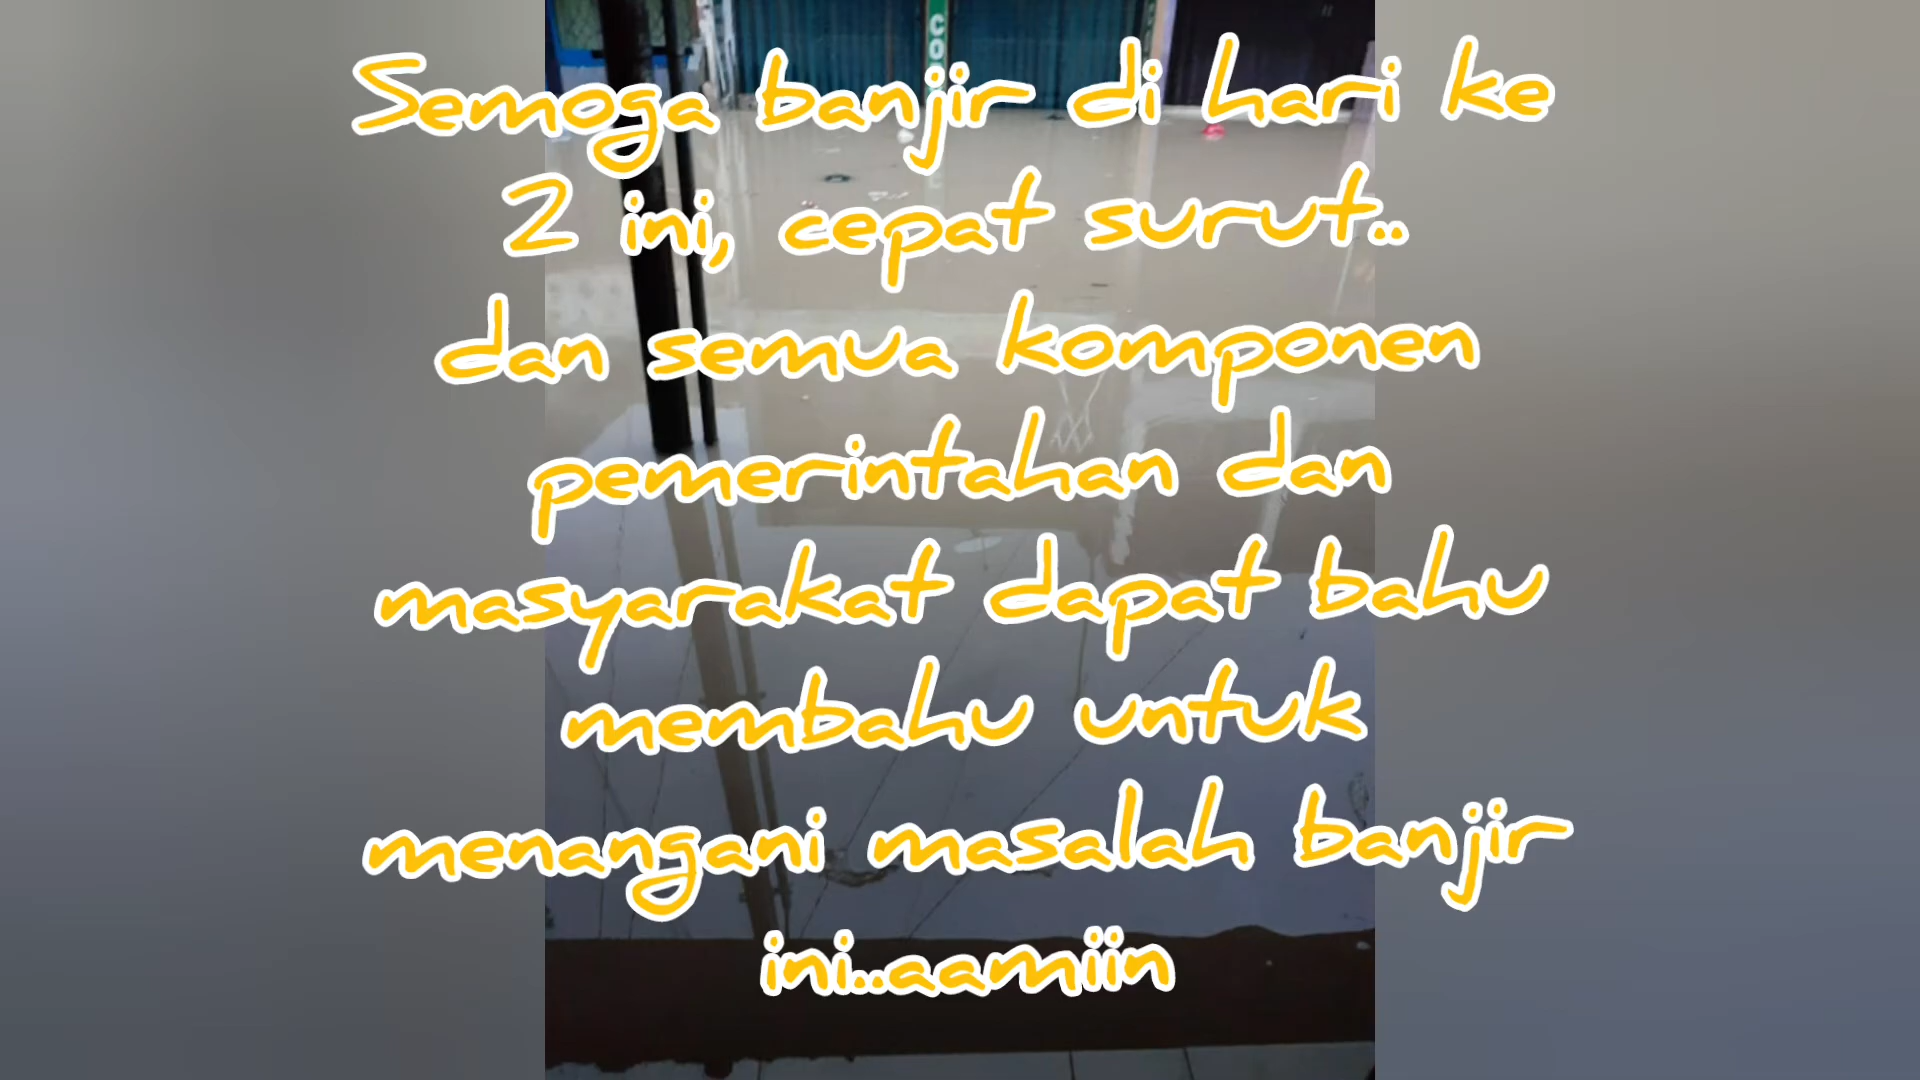 Semoga banjir di hari ke
2 ini, cepat surut..
dan semua komponen
pemerintahan dan
masyarakat dapat bahu
membahu untuk
menangani masalah banjir
ini..aamiin